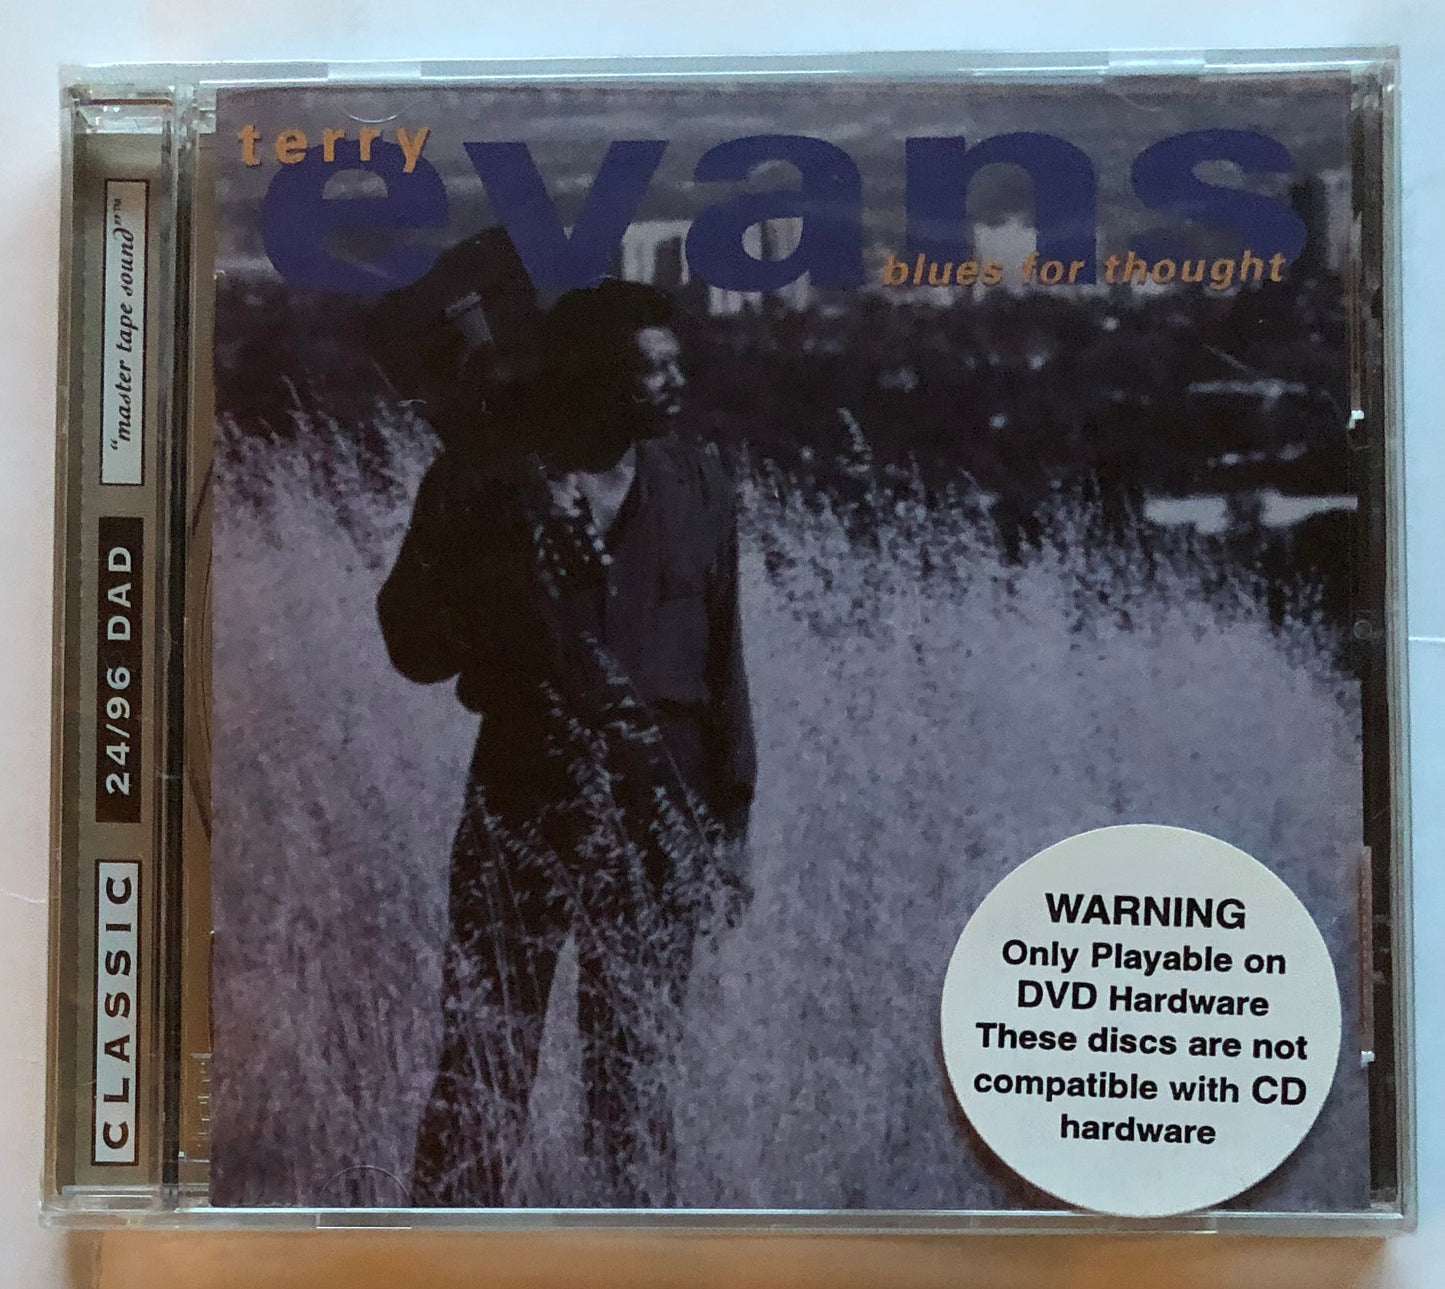 terry
evans
blues for thought
"master tape sound"™
24/96 DAD
CLASSIC
WARNING
Only Playable on
DVD Hardware
These discs are not
compatible with CD
hardware